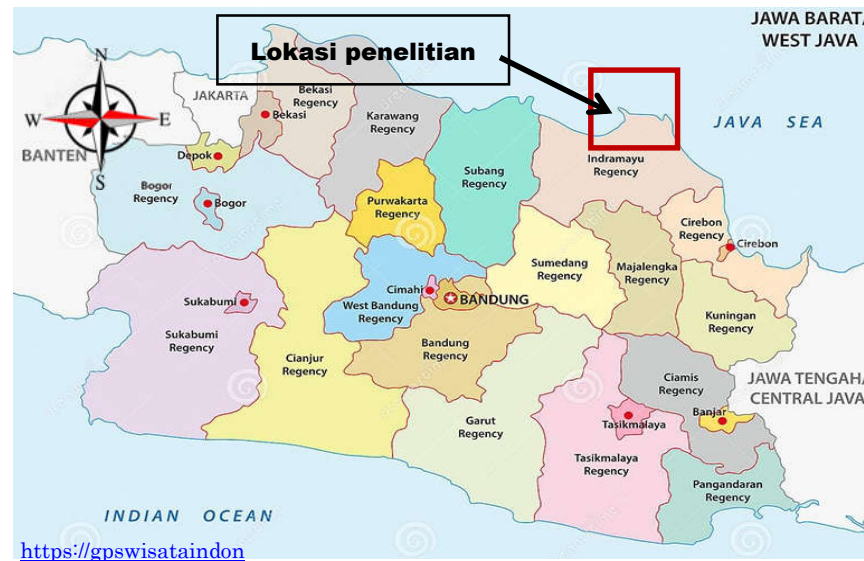 JAWA BARAT
WEST JAVA
Lokasi penelitian
N
W
E
S
JAKARTA
BANTEN
Bekasi
Regency
Bekasi
Karawang
Regency
Depok
Bogor
Regency
Bogor
Purwakarta
Regency
Subang
Regency
Indramayu
Regency
JAVA SEA
Cirebon
Regency
Cirebon
Sumedang
Regency
Majalengka
Regency
Cimahi
BANDUNG
West Bandung
Regency
Sukabumi
Sukabumi
Regency
Cianjur
Regency
Bandung
Regency
Kuningan
Regency
Ciamis
Regency
JAWA TENGAH
CENTRAL JAVA
Garut
Regency
Tasikmalaya
Banjar
Tasikmalaya
Regency
Pangandaran
Regency
INDIAN OCEAN
https://gpswisataindon